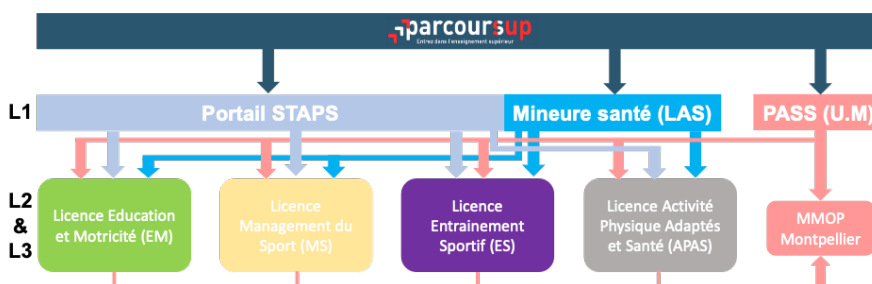 parcoursup
Entrez dans l'enseignement supérieur
L1
Portail STAPS
Mineure santé (LAS)
PASS (U.M)
L2
&
L3
Licence Education
et Motricité (EM)
Licence
Management du
Sport (MS)
Licence
Entrainement
Sportif (ES)
Licence Activité
Physique Adaptés
et Santé (APAS)
MMOP
Montpellier